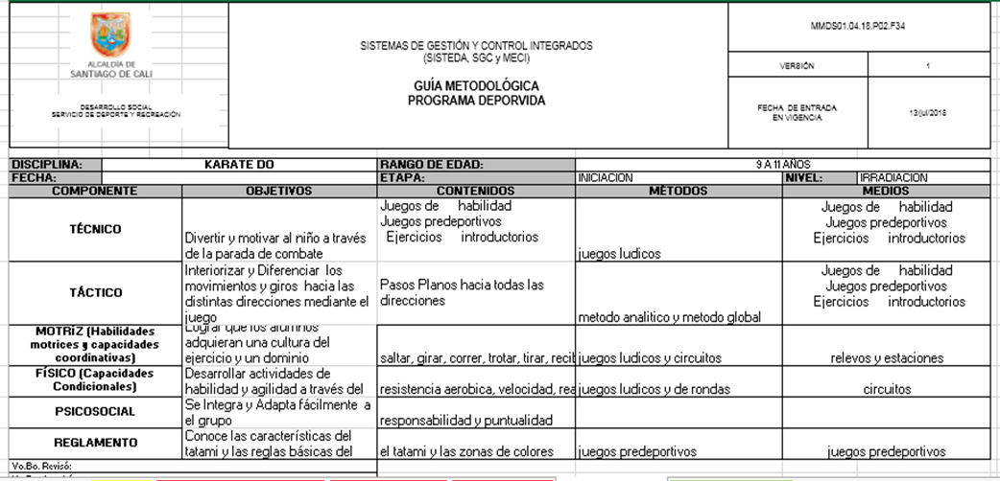 ALCALDÍA DE
SANTIAGO DE CALI
DESARROLLO SOCIAL
SERVICIO DE DEPORTE Y RECREACIÓN
SISTEMAS DE GESTIÓN Y CONTROL INTEGRADOS
(SISTEDA, SGC y MECI)
GUÍA METODOLÓGICA
PROGRAMA DEPORVIDA
MMDS01.04.18.P02.F34
VERSIÓN 1
FECHA DE ENTRADA
EN VIGENCIA
13/jul/2018
DISCIPLINA: KARATE DO RANGO DE EDAD: 9 A 11 AÑOS
FECHA: ETAPA: INICIACION NIVEL: IRRADIACION
COMPONENTE OBJETIVOS CONTENIDOS MÉTODOS MEDIOS
TÉCNICO
Divertir y motivar al niño a través
de la parada de combate
Juegos de habilidad
Juegos predeportivos
Ejercicios introductorios
juegos ludicos
Juegos de habilidad
Juegos predeportivos
Ejercicios introductorios
TÁCTICO
Interiorizar y Diferenciar los
movimientos y giros hacia las
distintas direcciones mediante el
juego
Pasos Planos hacia todas las
direcciones
metodo analitico y metodo global
Juegos de habilidad
Juegos predeportivos
Ejercicios introductorios
MOTRÍZ (Habilidades
motrices y capacidades
coordinativas)
Lograr que los alumnos
adquieran una cultura del
ejercicio y un dominio
saltar, girar, correr, trotar, tirar, recib
juegos ludicos y circuitos
relevos y estaciones
FÍSICO (Capacidades
Condicionales)
Desarrollar actividades de
habilidad y agilidad a través del
resistencia aerobica, velocidad, rea
juegos ludicos y de rondas
circuitos
PSICOSOCIAL
Se Integra y Adapta fácilmente a
el grupo
responsabilidad y puntualidad
REGLAMENTO
Conoce las características del
tatami y las reglas básicas del
el tatami y las zonas de colores
juegos predeportivos
juegos predeportivos
Vo.Bo. Revisó: